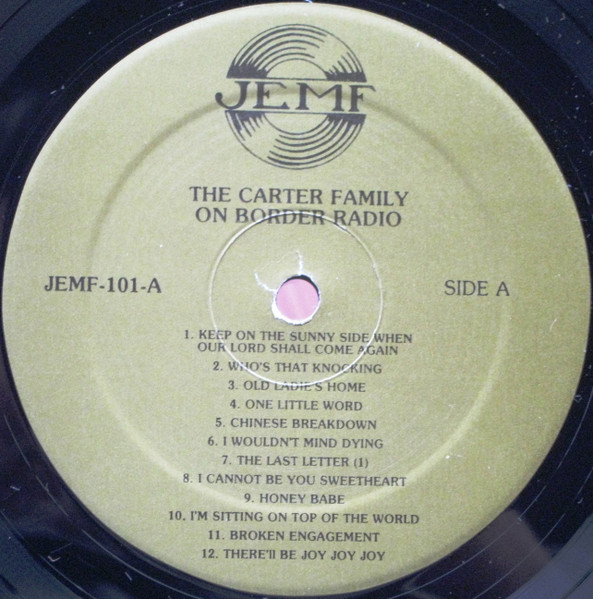 JEMF
THE CARTER FAMILY
ON BORDER RADIO
JEMF-101-A
SIDE A
1. KEEP ON THE SUNNY SIDE WHEN
OUR LORD SHALL COME AGAIN
2. WHO'S THAT KNOCKING
3. OLD LADIE'S HOME
4. ONE LITTLE WORD
5. CHINESE BREAKDOWN
6. I WOULDN'T MIND DYING
7. THE LAST LETTER (1)
8. I CANNOT BE YOU SWEETHEART
9. HONEY BABE
10. I'M SITTING ON TOP OF THE WORLD
11. BROKEN ENGAGEMENT
12. THERE'll BE JOY JOY JOY